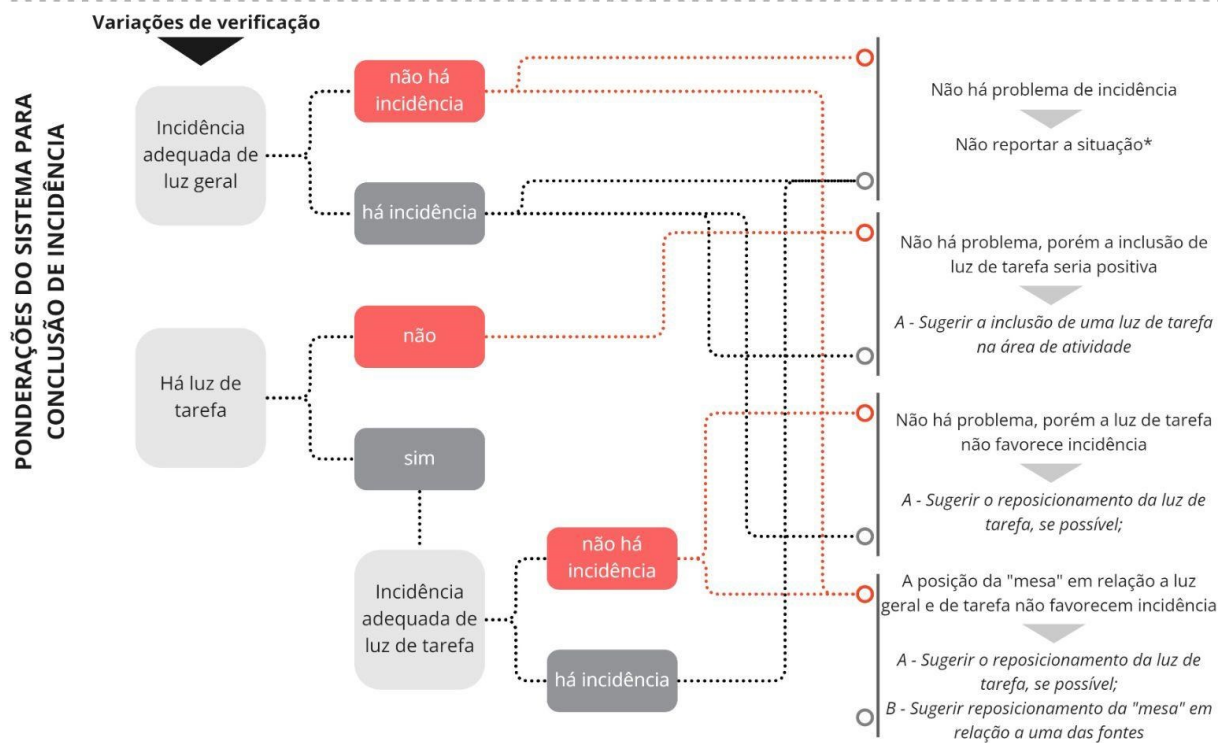 Variações de verificação
PONDERAÇÕES DO SISTEMA PARA
CONCLUSÃO DE INCIDÊNCIA
Incidência
adequada de
luz geral
não há
incidência
há incidência
Há luz de
tarefa
não
sim
Incidência
adequada de
luz de tarefa
não há
incidência
há incidência
Não há problema de incidência
Não reportar a situação*
Não há problema, porém a inclusão de
luz de tarefa seria positiva
A - Sugerir a inclusão de uma luz de tarefa
na área de atividade
Não há problema, porém a luz de tarefa
não favorece incidência
A - Sugerir o reposicionamento da luz de
tarefa, se possível;
A posição da "mesa" em relação a luz
geral e de tarefa não favorecem incidência
A - Sugerir o reposicionamento da luz de
tarefa, se possível;
B - Sugerir reposicionamento da "mesa" em
relação a uma das fontes